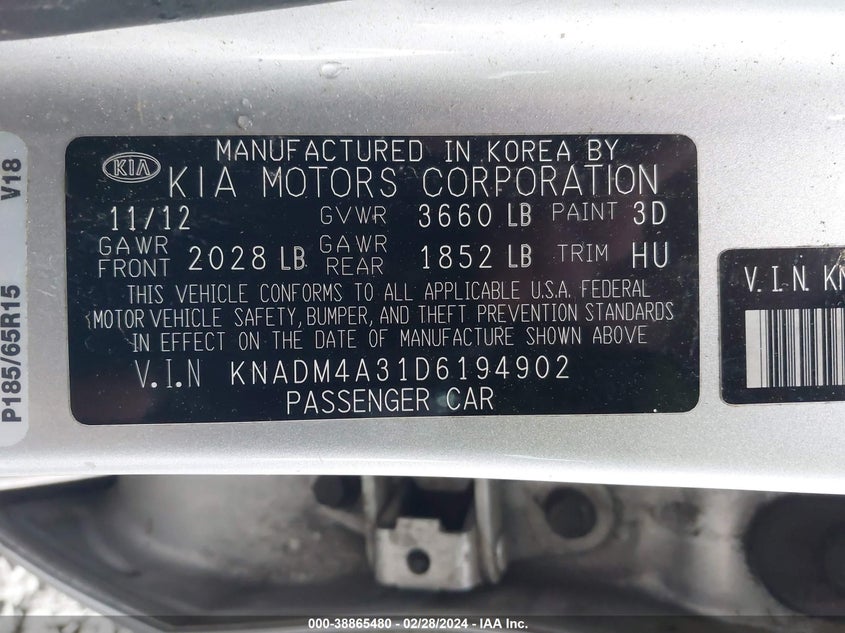 MANUFACTURED IN KOREA BY
KIA
KIA MOTORS CORPORATION
11/12 GVWR 3660 LB PAINT 3D
GAWR FRONT 2028 LB GAWR REAR 1852 LB TRIM HU
THIS VEHICLE CONFORMS TO ALL APPLICABLE U.S.A. FEDERAL
MOTOR VEHICLE SAFETY, BUMPER, AND THEFT PREVENTION STANDARDS
IN EFFECT ON THE DATE OF MANUFACTURE SHOWN ABOVE
V.I.N KNADM4A31D6194902
PASSENGER CAR
P185/65R15 V18
V.I.N. KN
000-38865480 - 02/28/2024 - IAA Inc.